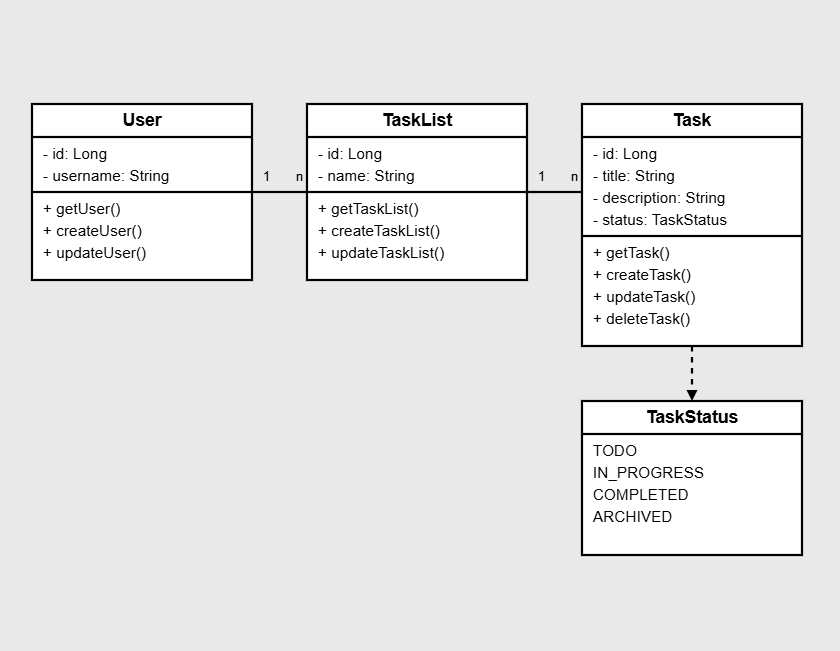 User
- id: Long
- username: String
+ getUser()
+ createUser()
+ updateUser()
1
n
TaskList
- id: Long
- name: String
+ getTaskList()
+ createTaskList()
+ updateTaskList()
1
n
Task
- id: Long
- title: String
- description: String
- status: TaskStatus
+ getTask()
+ createTask()
+ updateTask()
+ deleteTask()
TaskStatus
TODO
IN_PROGRESS
COMPLETED
ARCHIVED